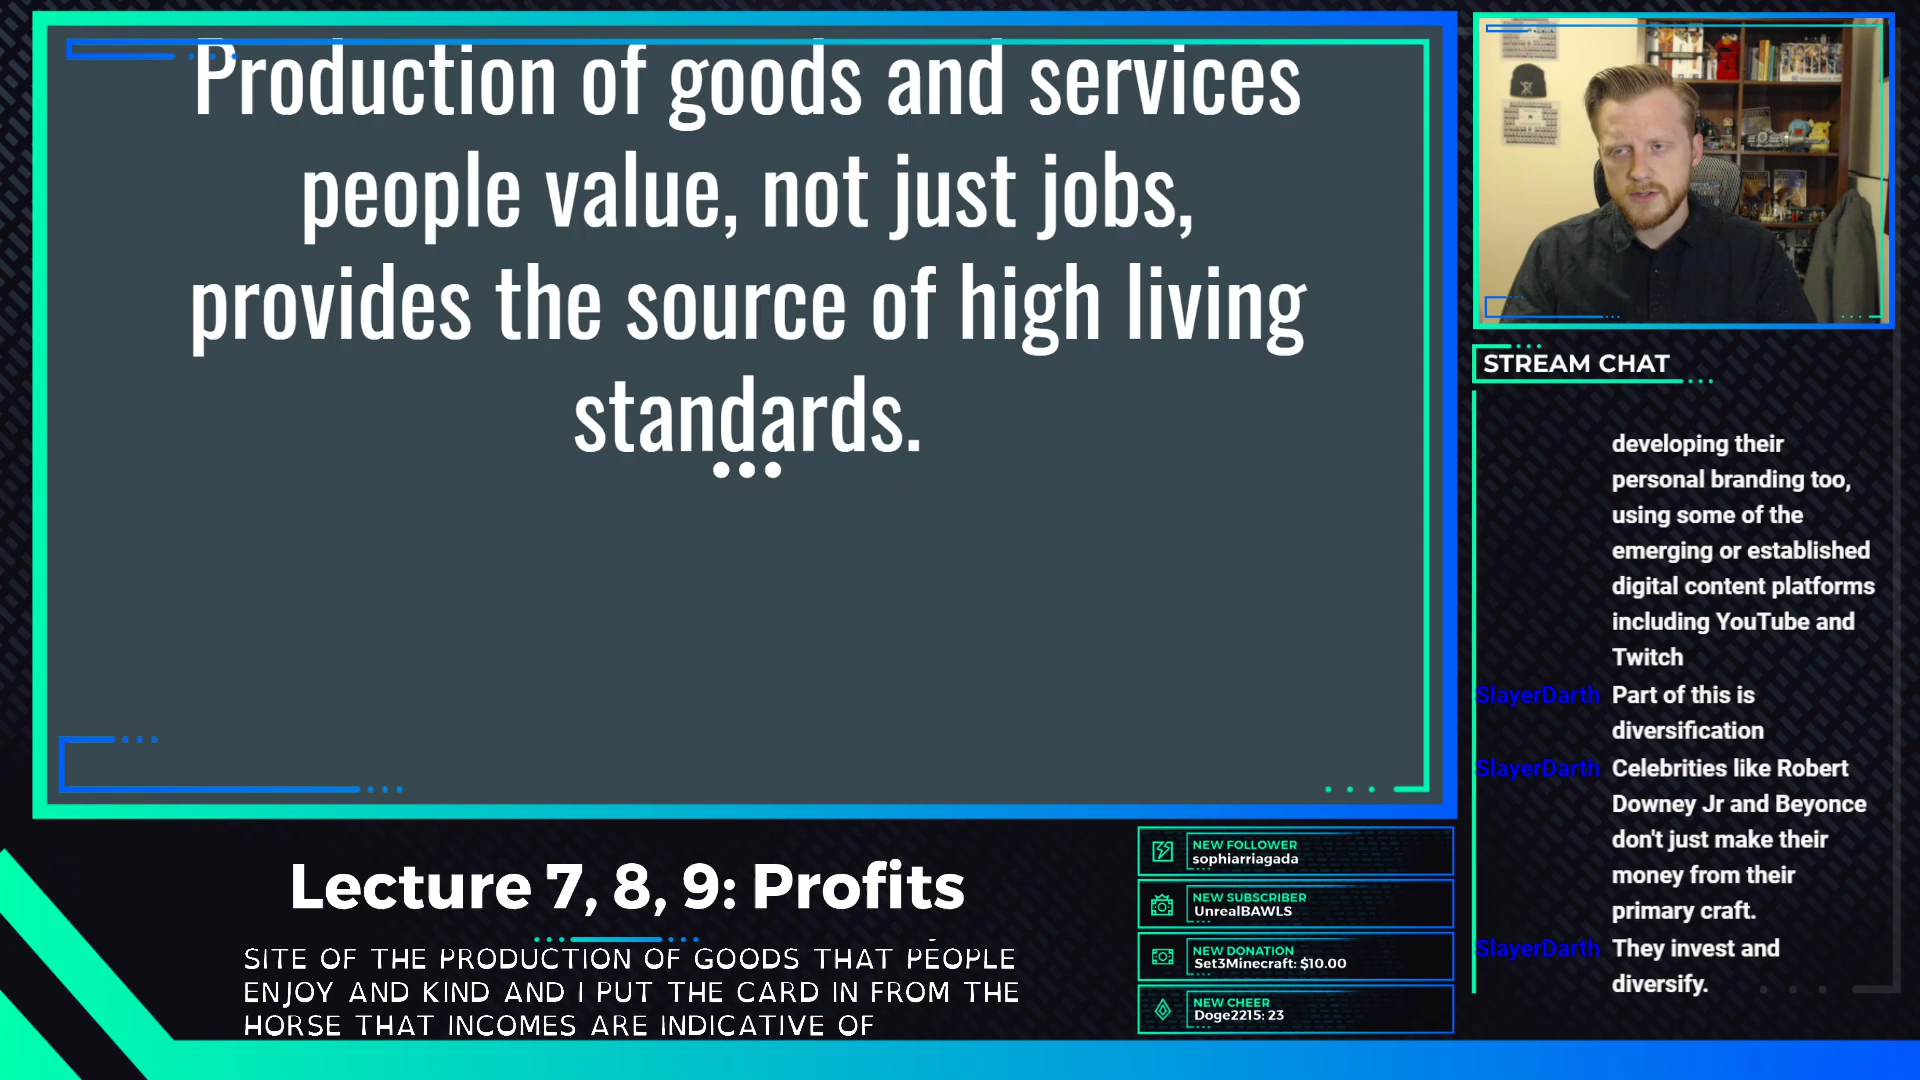 Production of goods and services
people value, not just jobs,
provides the source of high living
standards.
STREAM CHAT
developing their
personal branding too,
using some of the
emerging or established
digital content platforms
including YouTube and
Twitch
SlayerDarth Part of this is
diversification
SlayerDarth Celebrities like Robert
Downey Jr and Beyonce
don't just make their
money from their
primary craft.
SlayerDarth They invest and
diversify.
Lecture 7, 8, 9: Profits
SITE OF THE PRODUCTION OF GOODS THAT PEOPLE
ENJOY AND KIND AND I PUT THE CARD IN FROM THE
HORSE THAT INCOMES ARE INDICATIVE OF
NEW FOLLOWER
sophiarriagada
NEW SUBSCRIBER
UnrealBAWLS
NEW DONATION
Set3Minecraft: $10.00
NEW CHEER
Doge2215: 23